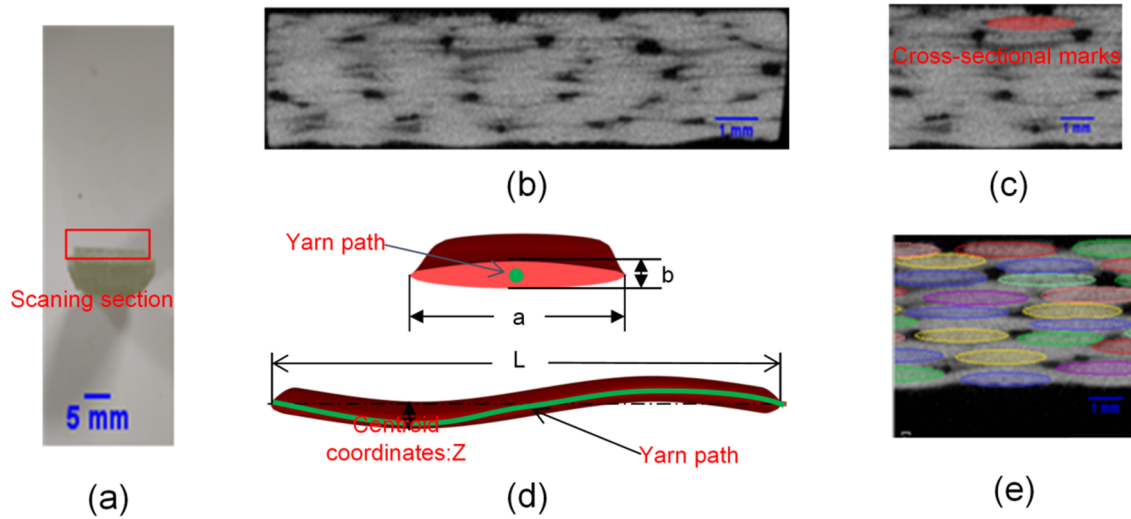 Scaning section
5 mm
(a)
1 mm
(b)
Cross-sectional marks
1 mm
(c)
Yarn path
b
a
L
Centroid
coordinates:Z
Yarn path
(d)
1 mm
(e)